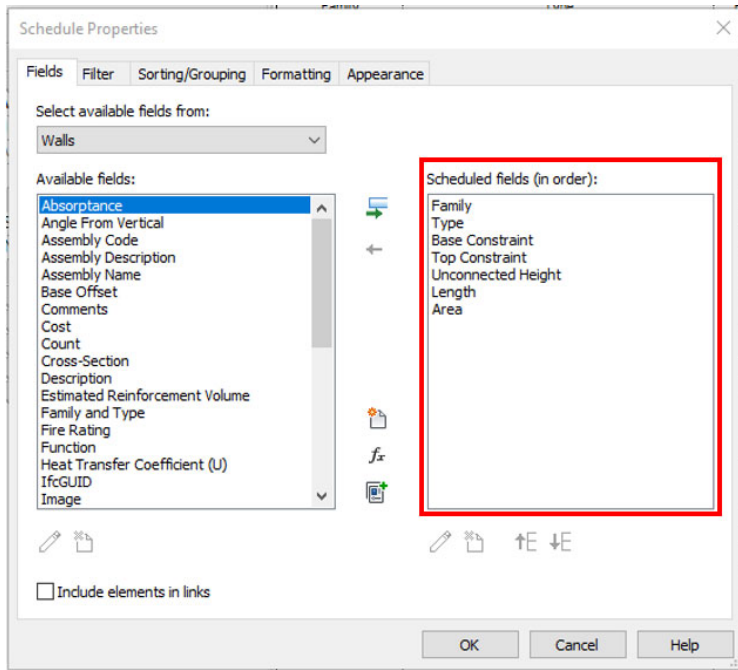 Schedule Properties
Fields Filter Sorting/Grouping Formatting Appearance
Select available fields from:
Walls
Available fields:
Absorptance
Angle From Vertical
Assembly Code
Assembly Description
Assembly Name
Base Offset
Comments
Cost
Count
Cross-Section
Description
Estimated Reinforcement Volume
Family and Type
Fire Rating
Function
Heat Transfer Coefficient (U)
IfcGUID
Image
fx
Scheduled fields (in order):
Family
Type
Base Constraint
Top Constraint
Unconnected Height
Length
Area
Include elements in links
OK Cancel Help